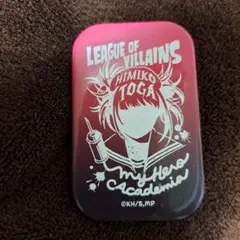 LEAGUE OF VILLAINS
HIMIKO
TOGA
My Hero
Academia
©KH/S,MP